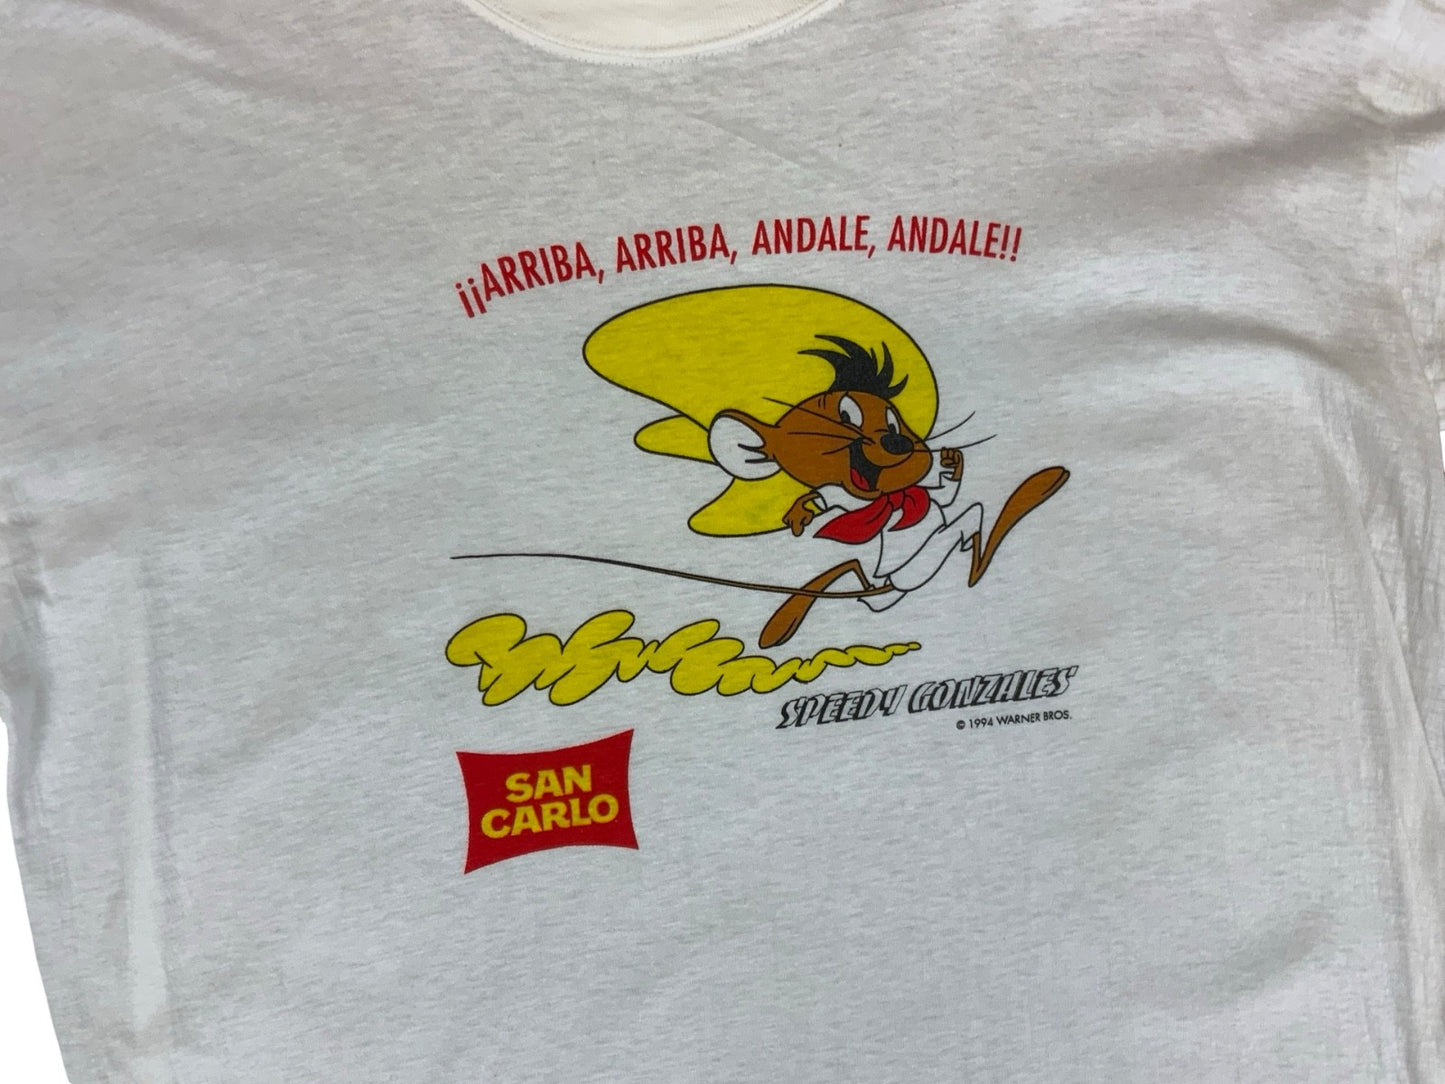 ¡¡ARRIBA, ARRIBA, ANDALE, ANDALE!!
SPEEDY GONZALES
© 1994 WARNER BROS.
SAN
CARLO